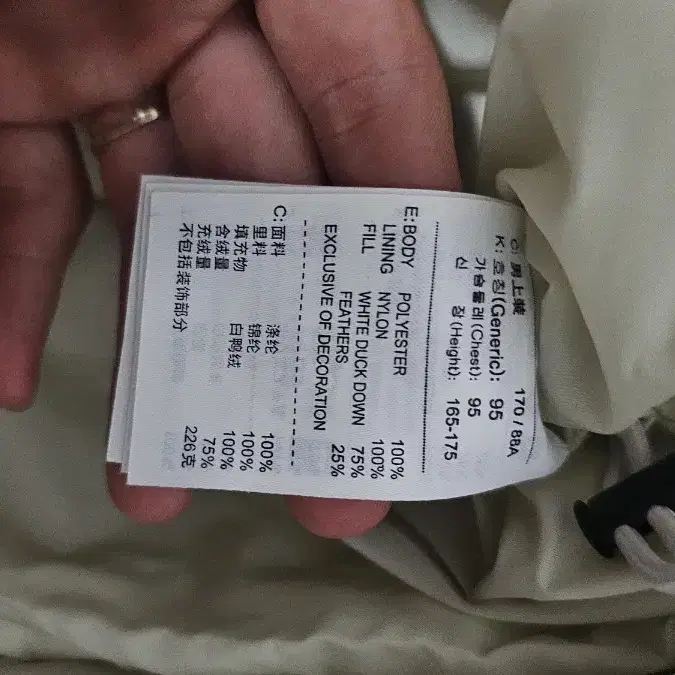 C: 男上装 170 / 88A
K: 호칭(Generic): 95
가슴둘레(Chest): 95
신 장(Height): 165-175
E: BODY POLYESTER 100%
LINING NYLON 100%
FILL WHITE DUCK DOWN 75%
FEATHERS 25%
EXCLUSIVE OF DECORATION
C: 面料 涤纶 100%
里料 锦纶 100%
填充物 白鸭绒 100%
含绒量 75%
充绒量 226克
不包括装饰部分